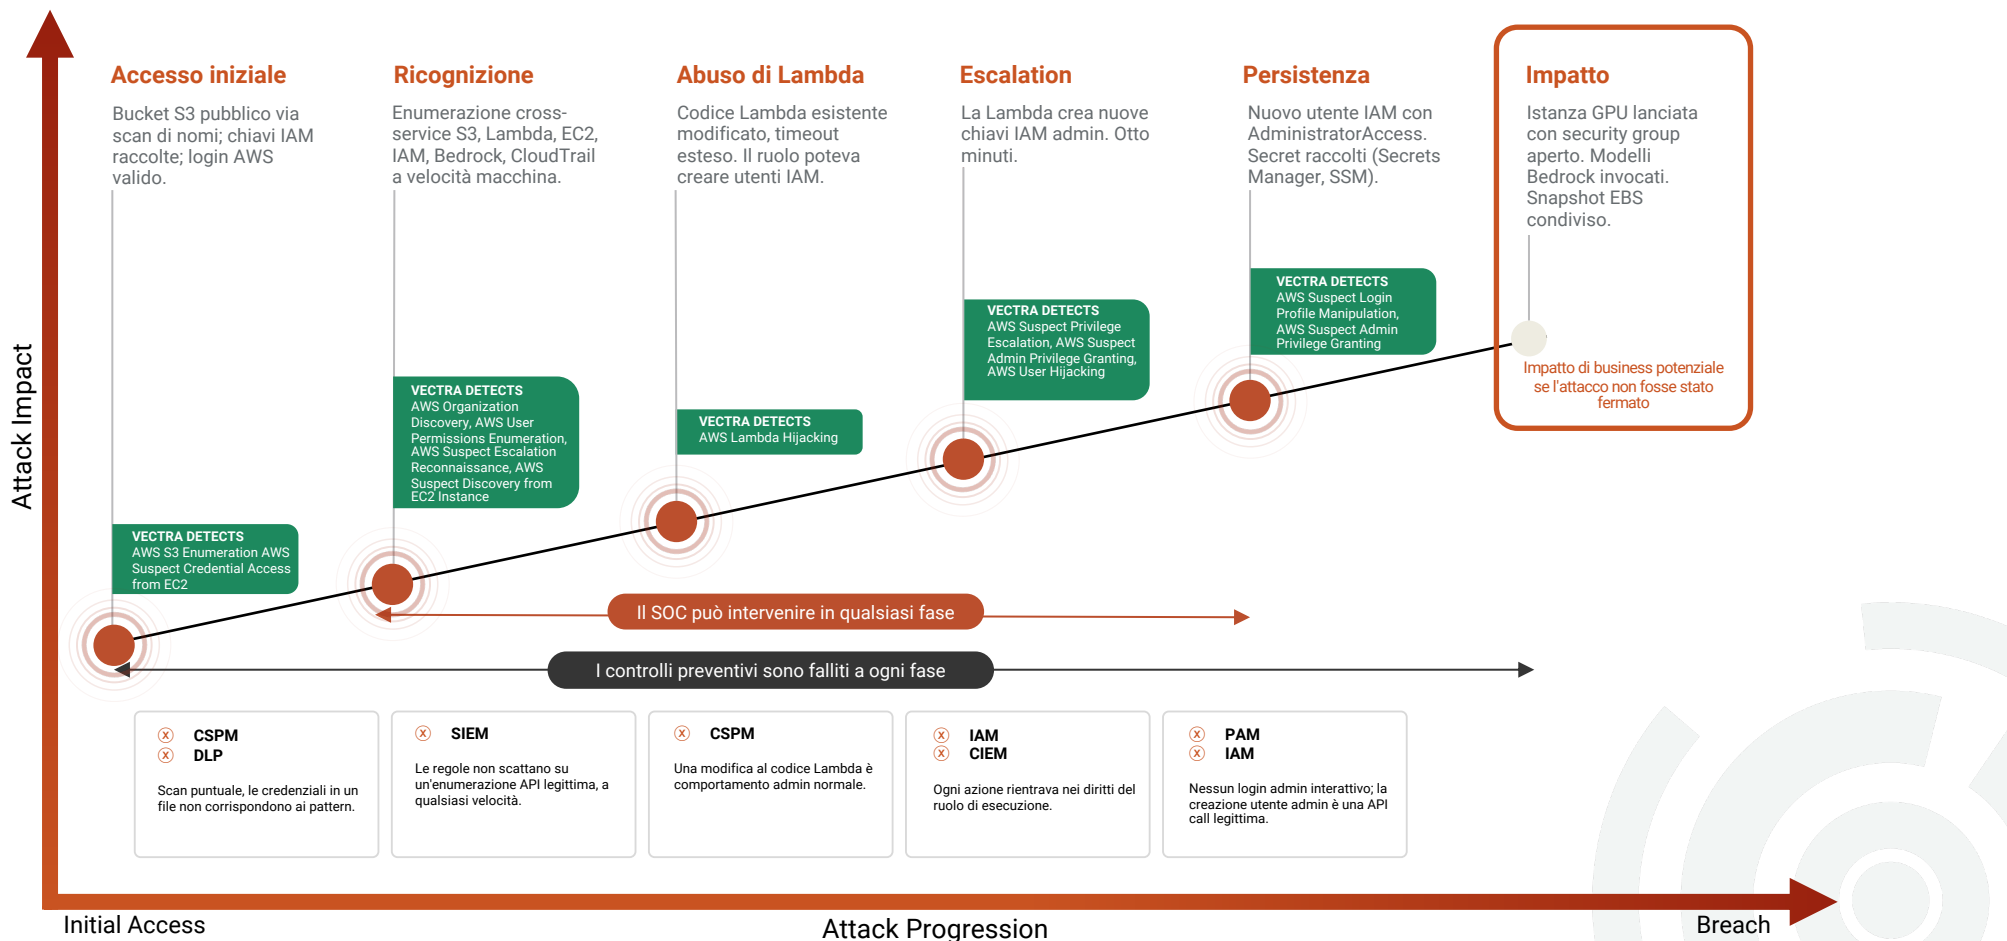 Attack Impact
Accesso iniziale
Bucket S3 pubblico via
scan di nomi; chiavi IAM
raccolte; login AWS
valido.
Ricognizione
Enumerazione cross-
service S3, Lambda, EC2,
IAM, Bedrock, CloudTrail
a velocità macchina.
Abuso di Lambda
Codice Lambda esistente
modificato, timeout
esteso. Il ruolo poteva
creare utenti IAM.
Escalation
La Lambda crea nuove
chiavi IAM admin. Otto
minuti.
Persistenza
Nuovo utente IAM con
AdministratorAccess.
Secret raccolti (Secrets
Manager, SSM).
Impatto
Istanza GPU lanciata
con security group
aperto. Modelli
Bedrock invocati.
Snapshot EBS
condiviso.
VECTRA DETECTS
AWS S3 Enumeration AWS
Suspect Credential Access
from EC2
VECTRA DETECTS
AWS Organization
Discovery, AWS User
Permissions Enumeration,
AWS Suspect Escalation
Reconnaissance, AWS
Suspect Discovery from
EC2 Instance
VECTRA DETECTS
AWS Lambda Hijacking
VECTRA DETECTS
AWS Suspect Privilege
Escalation, AWS Suspect
Admin Privilege Granting,
AWS User Hijacking
VECTRA DETECTS
AWS Suspect Login
Profile Manipulation,
AWS Suspect Admin
Privilege Granting
Impatto di business potenziale
se l'attacco non fosse stato
fermato
Il SOC può intervenire in qualsiasi fase
I controlli preventivi sono falliti a ogni fase
x CSPM
x DLP
Scan puntuale, le credenziali in un
file non corrispondono ai pattern.
x SIEM
Le regole non scattano su
un'enumerazione API legittima, a
qualsiasi velocità.
x CSPM
Una modifica al codice Lambda è
comportamento admin normale.
x IAM
x CIEM
Ogni azione rientrava nei diritti del
ruolo di esecuzione.
x PAM
x IAM
Nessun login admin interattivo; la
creazione utente admin è una API
call legittima.
Initial Access
Attack Progression
Breach